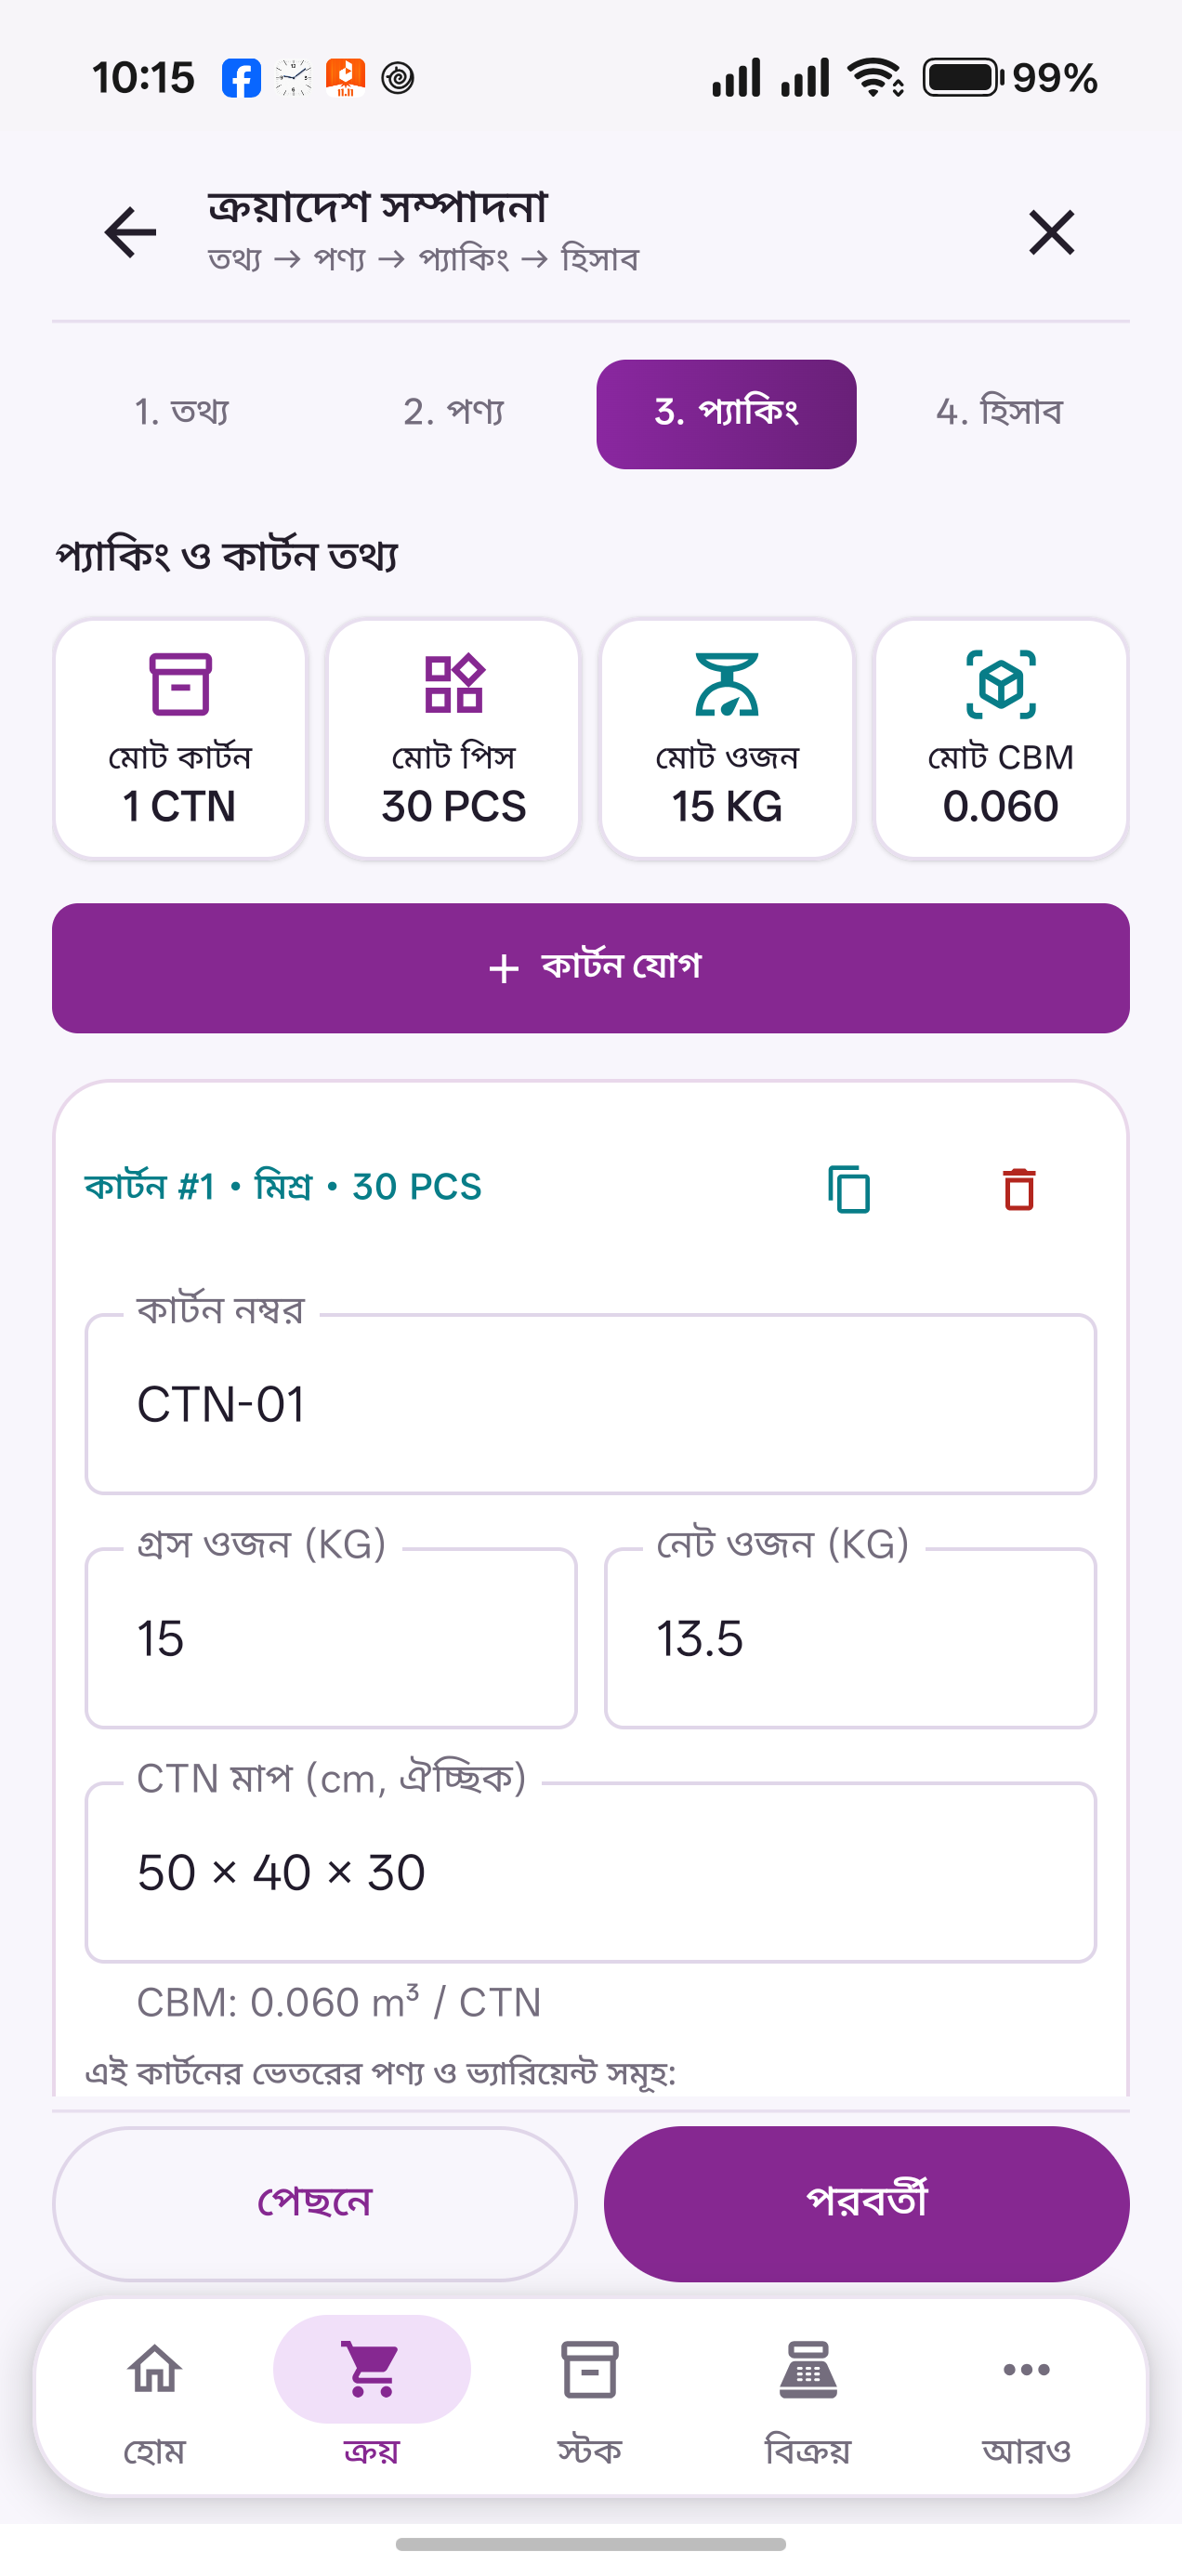 10:15
99%
ক্রয়াদেশ সম্পাদনা
তথ্য → পণ্য → প্যাকিং → হিসাব
1. তথ্য
2. পণ্য
3. প্যাকিং
4. হিসাব
প্যাকিং ও কার্টন তথ্য
মোট কার্টন
1 CTN
মোট পিস
30 PCS
মোট ওজন
15 KG
মোট CBM
0.060
+ কার্টন যোগ
কার্টন #1 • মিশ্র • 30 PCS
কার্টন নম্বর
CTN-01
গ্রস ওজন (KG)
15
নেট ওজন (KG)
13.5
CTN মাপ (cm, ঐচ্ছিক)
50 × 40 × 30
CBM: 0.060 m³ / CTN
এই কার্টনের ভেতরের পণ্য ও ভ্যারিয়েন্ট সমূহ:
পেছনে
পরবর্তী
হোম
ক্রয়
স্টক
বিক্রয়
আরও